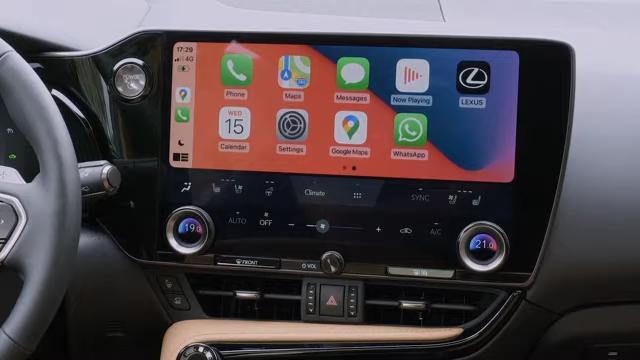 17:29
4G
POWER
Phone
Maps
Messages
Now Playing
LEXUS
WED
15
Calendar
Settings
Google Maps
WhatsApp
Climate
SYNC
AUTO
OFF
A/C
19.0
21.0
FRONT
VOL